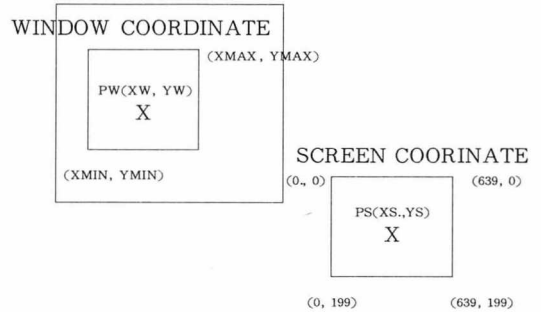 WINDOW COORDINATE
(XMAX, YMAX)
PW(XW, YW)
X
(XMIN, YMIN)
SCREEN COORINATE
(0., 0)
(639, 0)
PS(XS.,YS)
X
(0, 199)
(639, 199)